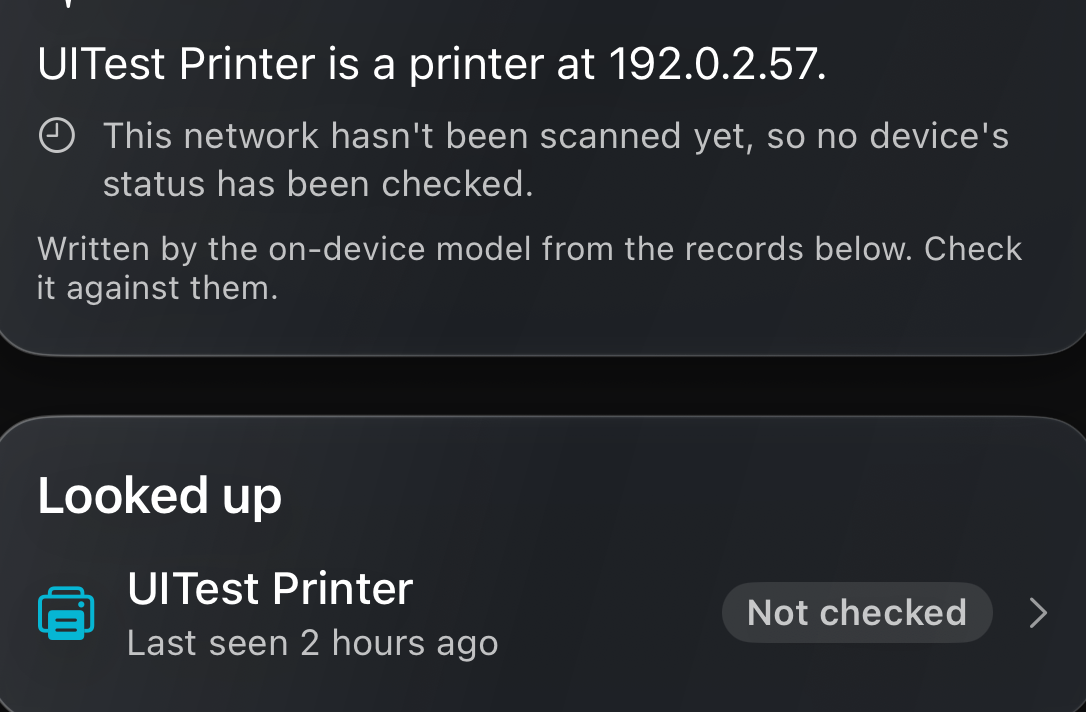 UITest Printer is a printer at 192.0.2.57.
This network hasn't been scanned yet, so no device's
status has been checked.
Written by the on-device model from the records below. Check
it against them.
Looked up
UITest Printer
Not checked
Last seen 2 hours ago